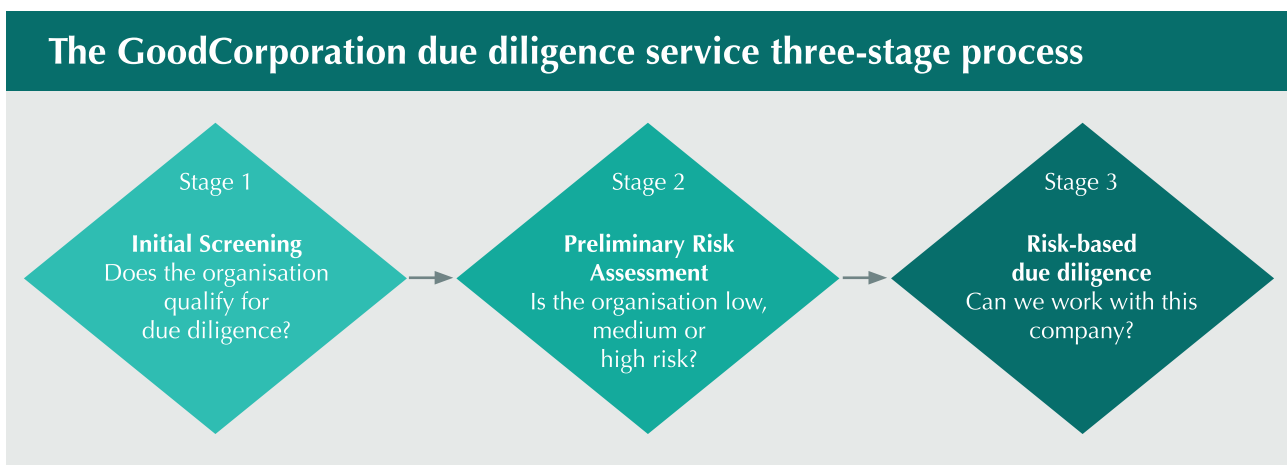 The GoodCorporation due diligence service three-stage process
Stage 1
Initial Screening
Does the organisation
qualify for
due diligence?
Stage 2
Preliminary Risk
Assessment
Is the organisation low,
medium or
high risk?
Stage 3
Risk-based
due diligence
Can we work with this
company?